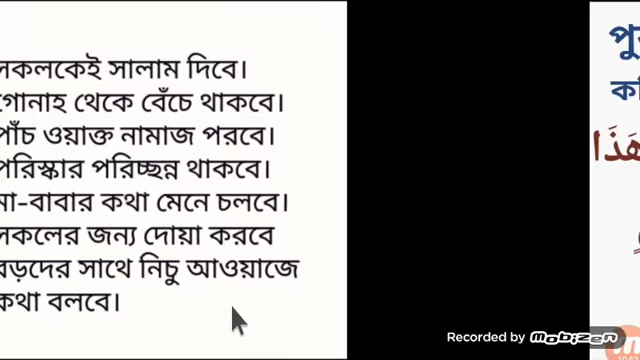 সকলকেই সালাম দিবে।
গোনাহ থেকে বেঁচে থাকবে।
পাঁচ ওয়াক্ত নামাজ পরবে।
পরিস্কার পরিচ্ছন্ন থাকবে।
মা-বাবার কথা মেনে চলবে।
সকলের জন্য দোয়া করবে
বড়দের সাথে নিচু আওয়াজে
কথা বলবে।
هَذَا
Recorded by Mobizen